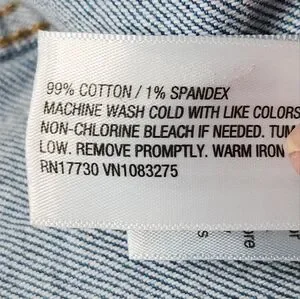 99% COTTON / 1% SPANDEX
MACHINE WASH COLD WITH LIKE COLORS
NON-CHLORINE BLEACH IF NEEDED. TUM
LOW. REMOVE PROMPTLY. WARM IRON
RN17730 VN1083275
ore
s